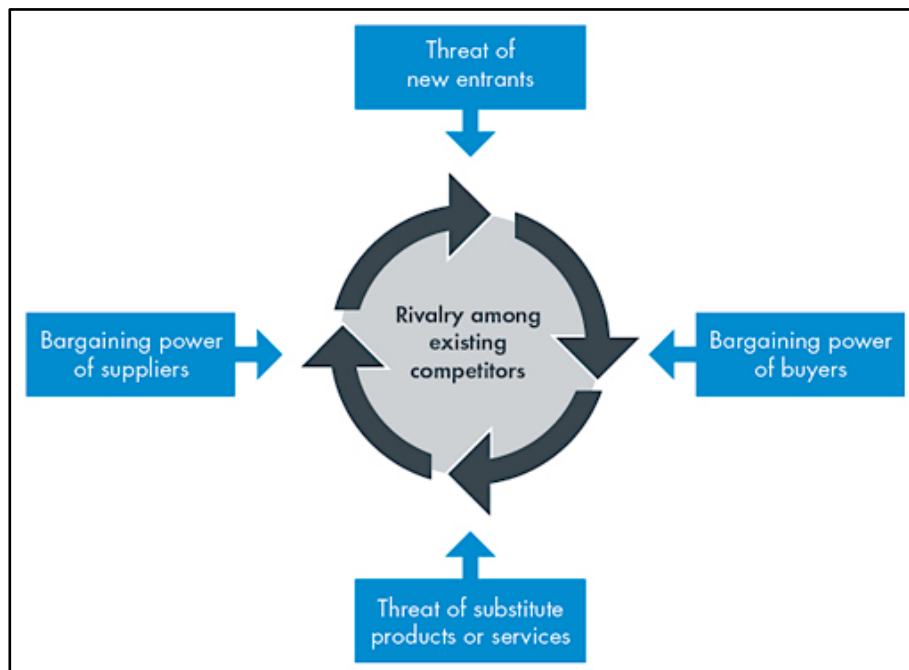 Threat of
new entrants
Rivalry among
existing
competitors
Bargaining power
of suppliers
Bargaining power
of buyers
Threat of substitute
products or services